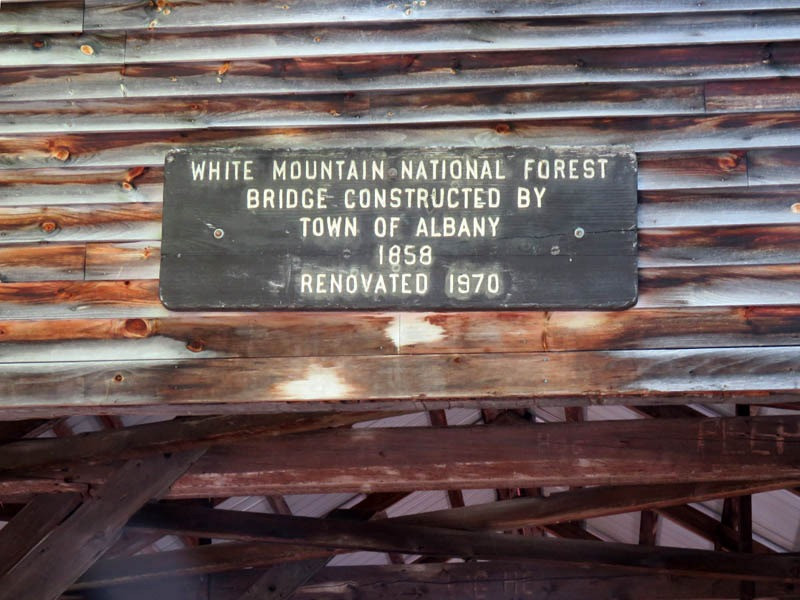 WHITE MOUNTAIN NATIONAL FOREST
BRIDGE CONSTRUCTED BY
TOWN OF ALBANY
1858
RENOVATED 1970